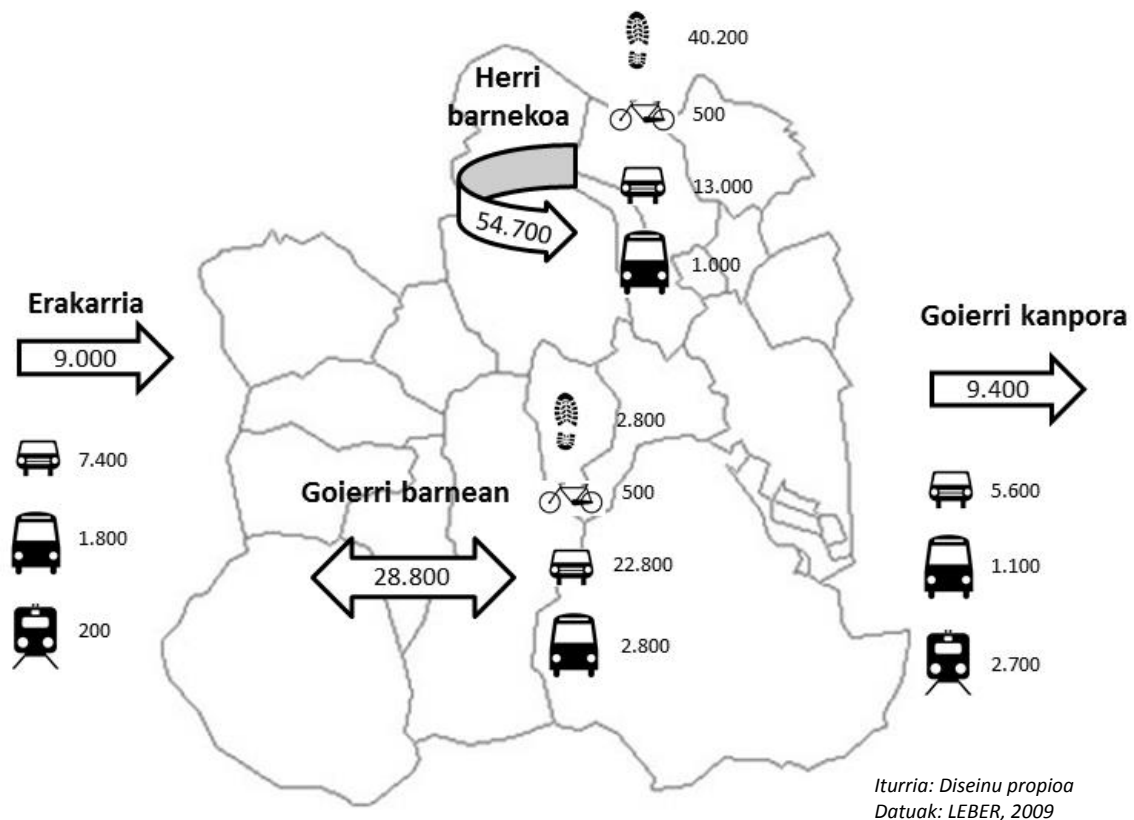 40.200
Herri
barnekoa
500
13.000
54.700
1.000
Erakarria
9.000
7.400
1.800
200
Goierri kanpora
9.400
5.600
1.100
2.700
2.800
Goierri barnean
500
28.800
22.800
2.800
Iturria: Diseinu propioa
Datuak: LEBER, 2009